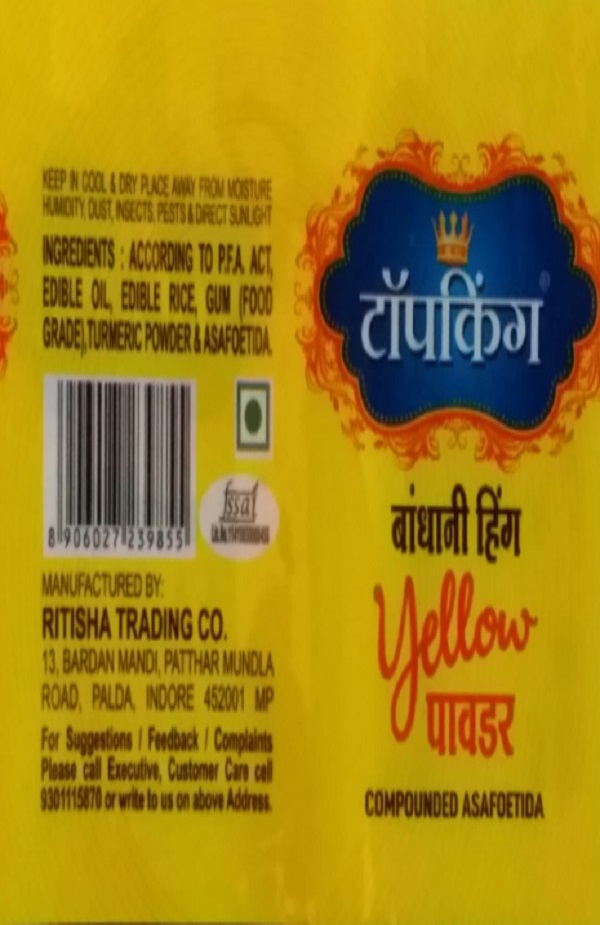 KEEP IN COOL & DRY PLACE AWAY FROM MOISTURE
HUMIDITY, DUST, INSECTS, PESTS & DIRECT SUNLIGHT
INGREDIENTS : ACCORDING TO P.F.A. ACT,
EDIBLE OIL, EDIBLE RICE, GUM (FOOD
GRADE),TURMERIC POWDER & ASAFOETIDA.
8 906027 239855
fssai
MANUFACTURED BY:
RITISHA TRADING CO.
13, BARDAN MANDI, PATTHAR MUNDLA
ROAD, PALDA, INDORE 452001 MP
For Suggestions / Feedback / Complaints
Please call Executive, Customer Care cell
9301115870 or write to us on above Address.
टॉपकिंग
बांधानी हिंग
Yellow
पावडर
COMPOUNDED ASAFOETIDA